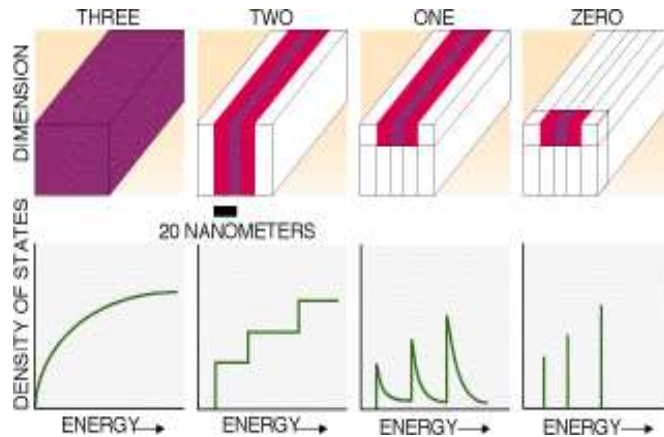 THREE TWO ONE ZERO
DIMENSION
20 NANOMETERS
DENSITY OF STATES
ENERGY ENERGY ENERGY ENERGY